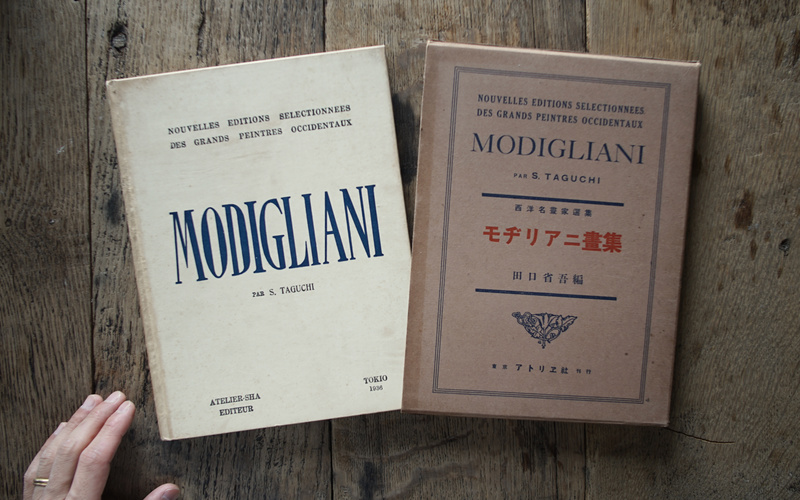 NOUVELLES EDITIONS SELECTIONNEES
DES GRANDS PEINTRES OCCIDENTAUX
MODIGLIANI
PAR S. TAGUCHI
ATELIER-SHA
EDITEUR
TOKIO
1936
NOUVELLES EDITIONS SELECTIONNEES
DES GRANDS PEINTRES OCCIDENTAUX
MODIGLIANI
PAR S. TAGUCHI
西洋名畫家選集
モヂリアニ畫集
田口省吾編
東京 アトリヱ社 刊行